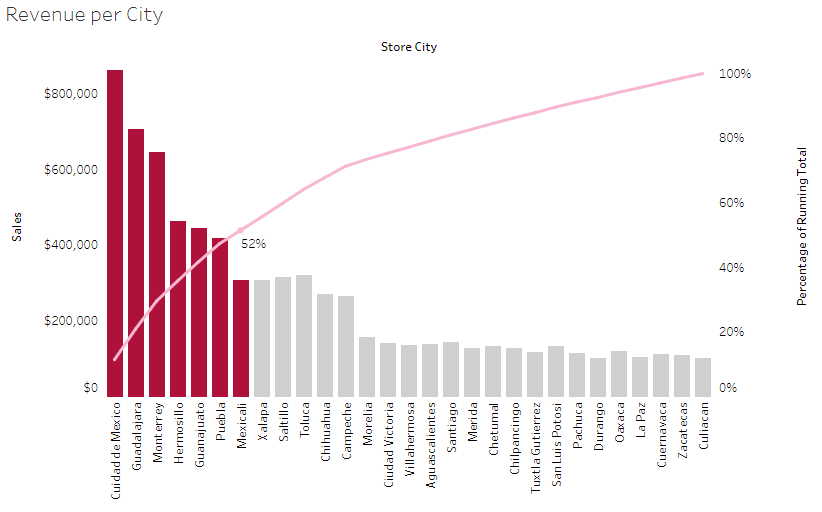 Revenue per City
Store City
$800,000
$600,000
$400,000
$200,000
$0
Sales
52%
100%
80%
60%
40%
20%
0%
Percentage of Running Total
Cuidad de Mexico
Guadalajara
Monterrey
Hermosillo
Guanajuato
Puebla
Mexicali
Xalapa
Saltillo
Toluca
Chihuahua
Campeche
Morelia
Ciudad Victoria
Villahermosa
Aguascalientes
Santiago
Merida
Chetumal
Chilpancingo
Tuxtla Gutierrez
San Luis Potosi
Pachuca
Durango
Oaxaca
La Paz
Cuernavaca
Zacatecas
Culiacan